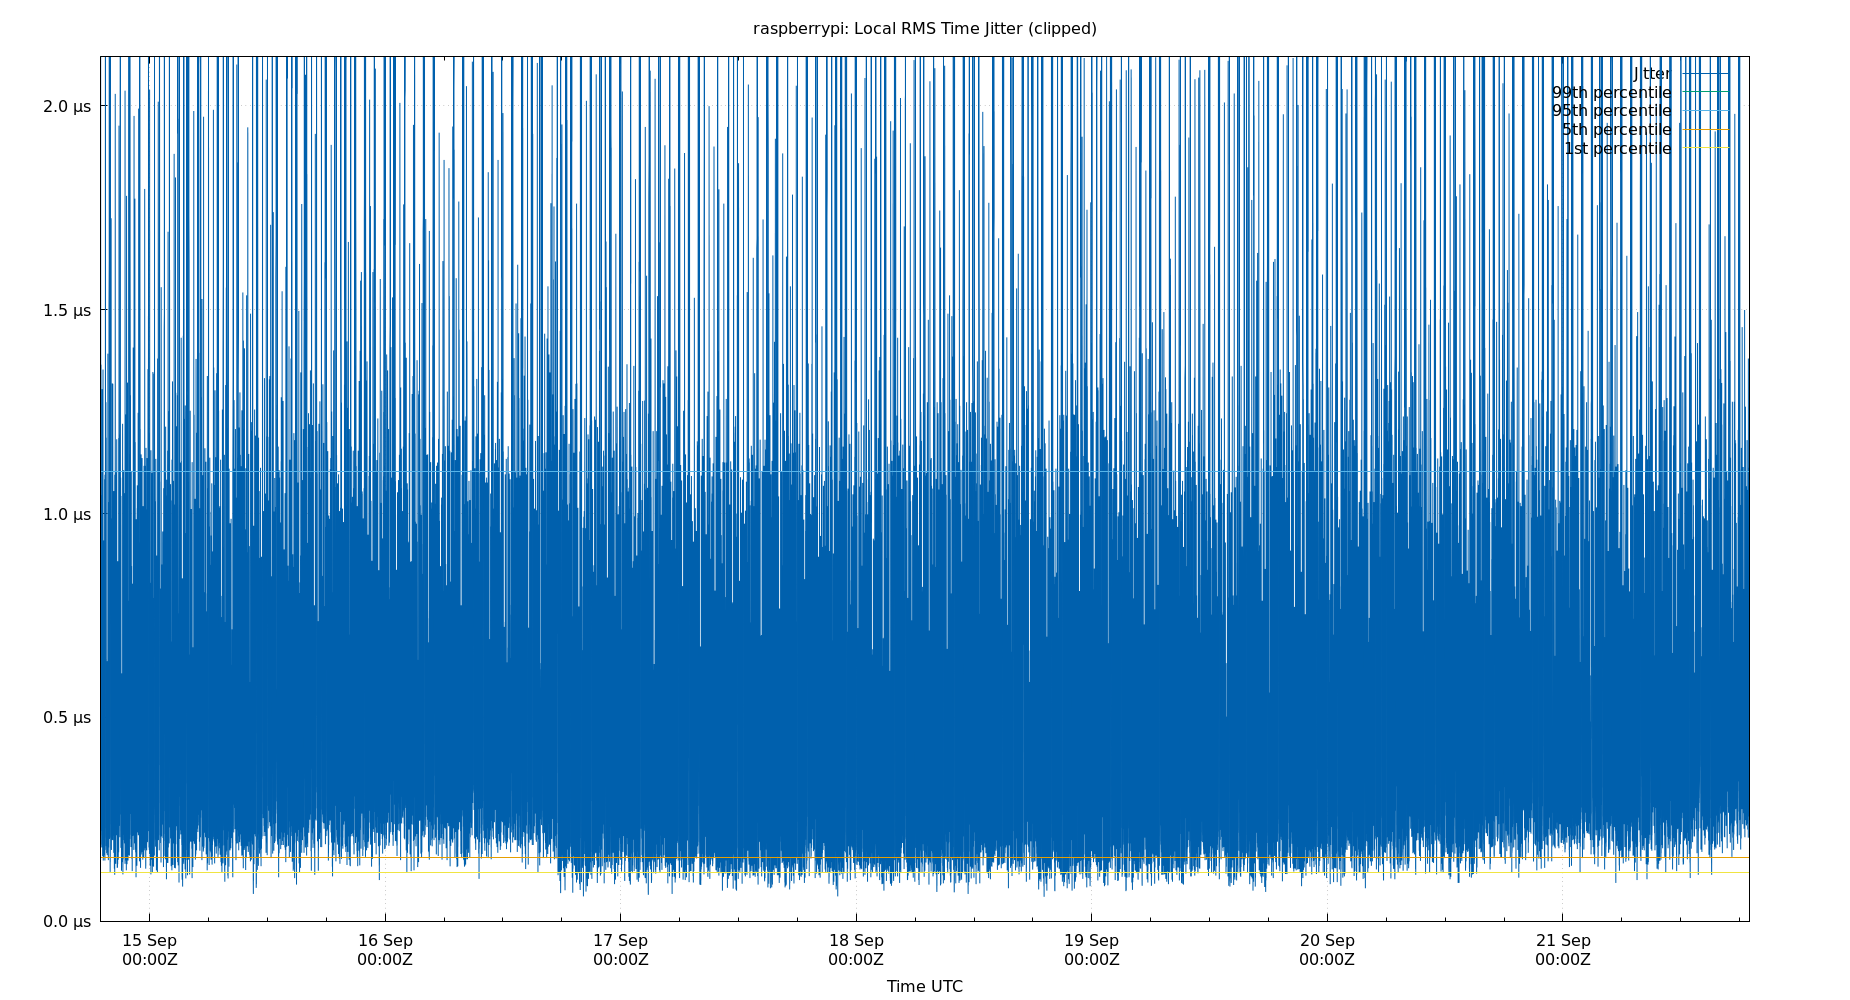 raspberrypi: Local RMS Time Jitter (clipped)
Jitter
99th percentile
95th percentile
5th percentile
1st percentile
2.0 µs
1.5 µs
1.0 µs
0.5 µs
0.0 µs
15 Sep 16 Sep 17 Sep 18 Sep 19 Sep 20 Sep 21 Sep
00:00Z 00:00Z 00:00Z 00:00Z 00:00Z 00:00Z 00:00Z
Time UTC